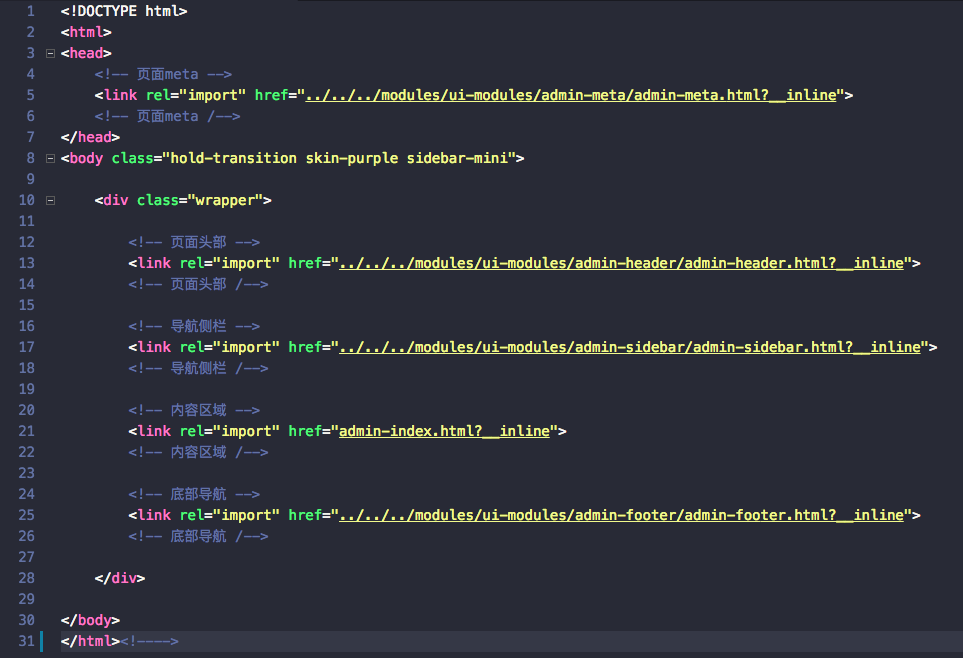 1 <!DOCTYPE html>
2 <html>
3 <head>
4 <!-- 页面meta -->
5 <link rel="import" href="../../../modules/ui-modules/admin-meta/admin-meta.html?__inline">
6 <!-- 页面meta /-->
7 </head>
8 <body class="hold-transition skin-purple sidebar-mini">
9
10 <div class="wrapper">
11
12 <!-- 页面头部 -->
13 <link rel="import" href="../../../modules/ui-modules/admin-header/admin-header.html?__inline">
14 <!-- 页面头部 /-->
15
16 <!-- 导航侧栏 -->
17 <link rel="import" href="../../../modules/ui-modules/admin-sidebar/admin-sidebar.html?__inline">
18 <!-- 导航侧栏 /-->
19
20 <!-- 内容区域 -->
21 <link rel="import" href="admin-index.html?__inline">
22 <!-- 内容区域 /-->
23
24 <!-- 底部导航 -->
25 <link rel="import" href="../../../modules/ui-modules/admin-footer/admin-footer.html?__inline">
26 <!-- 底部导航 /-->
27
28 </div>
29
30 </body>
31 </html><!---->